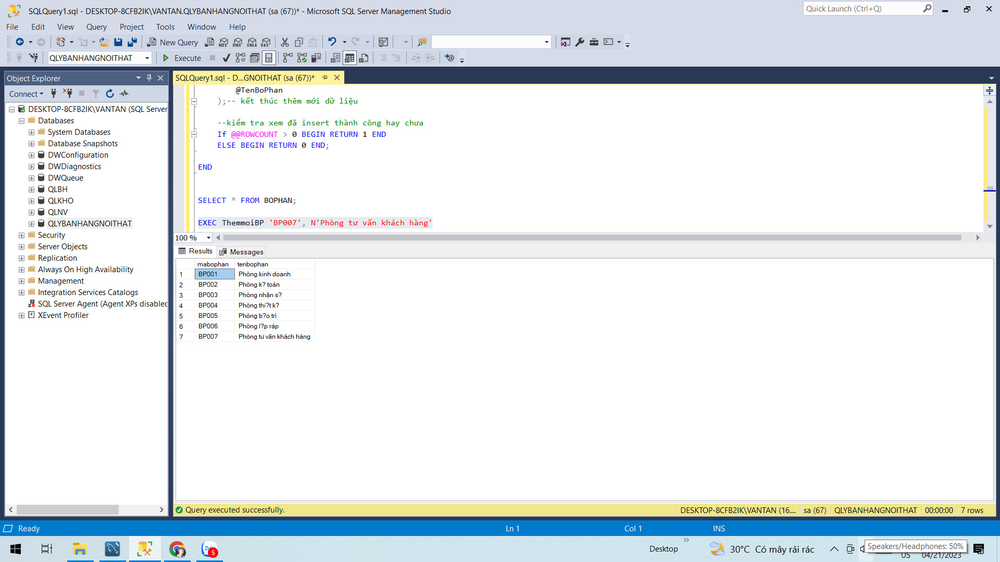 SQLQuery1.sql - DESKTOP-8CFB2IK\VANTAN.QLYBANHANGNOITHAT (sa (67))* - Microsoft SQL Server Management Studio
Quick Launch (Ctrl+Q)
File Edit View Query Project Tools Window Help
New Query
MDX DMX XMLA DAX
QLYBANHANGNOITHAT
Execute
Object Explorer
Connect
DESKTOP-8CFB2IK\VANTAN (SQL Server
Databases
System Databases
Database Snapshots
DWConfiguration
DWDiagnostics
DWQueue
QLBH
QLKHO
QLNV
QLYBANHANGNOITHAT
Security
Server Objects
Replication
Always On High Availability
Management
Integration Services Catalogs
SQL Server Agent (Agent XPs disabled
XEvent Profiler
SQLQuery1.sql - D...GNOITHAT (sa (67))*
@TenBoPhan
);-- kết thúc thêm mới dữ liệu
--kiểm tra xem đã insert thành công hay chưa
If @@ROWCOUNT > 0 BEGIN RETURN 1 END
ELSE BEGIN RETURN 0 END;
END
SELECT * FROM BOPHAN;
EXEC ThemmoiBP 'BP007', N'Phòng tư vấn khách hàng'
100 %
Results Messages
mabophan tenbophan
1 BP001 Phòng kinh doanh
2 BP002 Phòng k? toán
3 BP003 Phòng nhân s?
4 BP004 Phòng thi?t k?
5 BP005 Phòng b?o trì
6 BP006 Phòng l?p ráp
7 BP007 Phòng tư vấn khách hàng
Query executed successfully.
DESKTOP-8CFB2IK\VANTAN (16.... sa (67) QLYBANHANGNOITHAT 00:00:00 7 rows
Ready
Ln 1 Col 1 INS
5
Desktop
30°C Có mây rải rác
Speakers/Headphones: 50%
US 04/21/2023